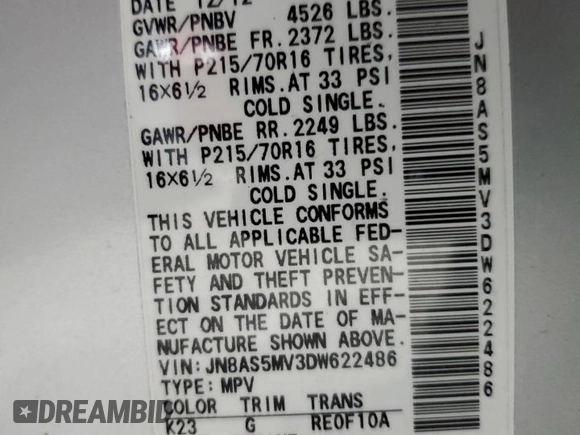 DATE 12/12
GVWR/PNBV 4526 LBS.
GAWR/PNBE FR. 2372 LBS.
WITH P215/70R16 TIRES,
16X6½ RIMS. AT 33 PSI
COLD SINGLE.
GAWR/PNBE RR. 2249 LBS.
WITH P215/70R16 TIRES,
16X6½ RIMS. AT 33 PSI
COLD SINGLE.
THIS VEHICLE CONFORMS
TO ALL APPLICABLE FED-
ERAL MOTOR VEHICLE SA-
FETY AND THEFT PREVEN-
TION STANDARDS IN EFF-
ECT ON THE DATE OF MA-
NUFACTURE SHOWN ABOVE.
VIN: JN8AS5MV3DW622486
TYPE: MPV
COLOR TRIM TRANS
K23 G RE0F10A
JN8AS5MV3DW622486
DREAMBID